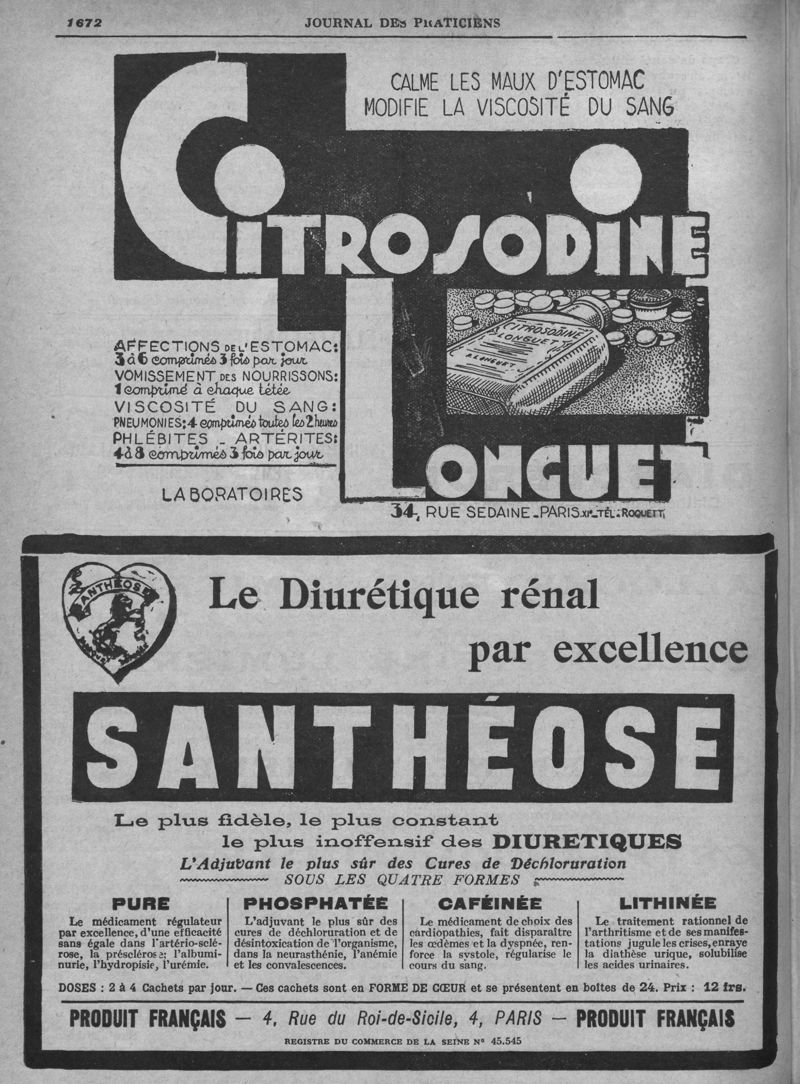 1672
JOURNAL DES PRATICIENS
CALME LES MAUX D'ESTOMAC
MODIFIE LA VISCOSITÉ DU SANG
CITROSODINE
CITROSODINE
LONGUET
A. LONGUET
AFFECTIONS DE L'ESTOMAC:
3 à 6 comprimés 3 fois par jour
VOMISSEMENT DES NOURRISSONS:
1 comprimé à chaque tétée
VISCOSITÉ DU SANG:
PNEUMONIES: 4 comprimés toutes les 2 heures
PHLÉBITES _ ARTÉRITES:
4 à 8 comprimés 3 fois par jour
LABORATOIRES
LONGUET
34, RUE SEDAINE_PARIS.XIe_TÉL: ROQUETT
SANTHÉOSE
Le Diurétique rénal
par excellence
SANTHÉOSE
Le plus fidèle, le plus constant
le plus inoffensif des DIURETIQUES
L'Adjuvant le plus sûr des Cures de Déchloruration
SOUS LES QUATRE FORMES
PURE
Le médicament régulateur
par excellence, d'une efficacité
sans égale dans l'artério-sclé-
rose, la présclérose; l'albumi-
nurie, l'hydropisie, l'urémie.
PHOSPHATÉE
L'adjuvant le plus sûr des
cures de déchloruration et de
désintoxication de l'organisme,
dans la neurasthénie, l'anémie
et les convalescences.
CAFÉINÉE
Le médicament de choix des
cardiopathies, fait disparaître
les œdèmes et la dyspnée, ren-
force la systole, régularise le
cours du sang.
LITHINÉE
Le traitement rationnel de
l'arthritisme et de ses manifes-
tations jugule les crises, enraye
la diathèse urique, solubilise
les acides urinaires.
DOSES : 2 à 4 Cachets par jour. — Ces cachets sont en FORME DE CŒUR et se présentent en boîtes de 24. Prix : 12 frs.
PRODUIT FRANÇAIS — 4, Rue du Roi-de-Sicile, 4, PARIS — PRODUIT FRANÇAIS
REGISTRE DU COMMERCE DE LA SEINE N° 45.545